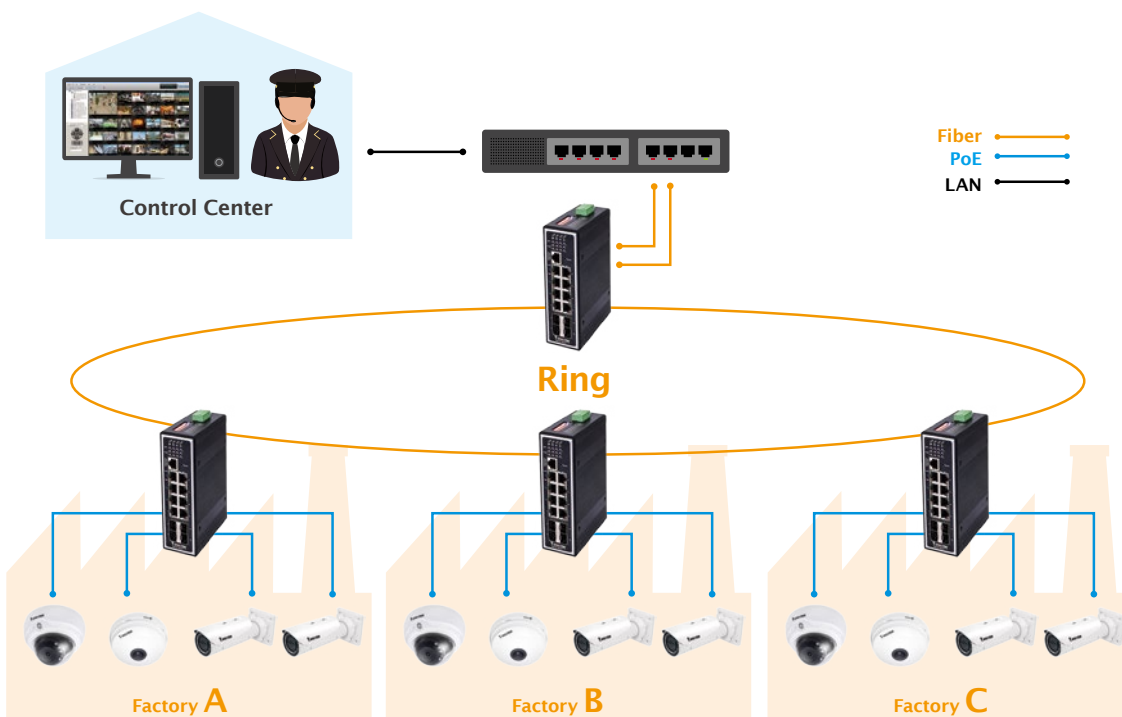 Control Center
Fiber
PoE
LAN
Ring
Factory A
Factory B
Factory C